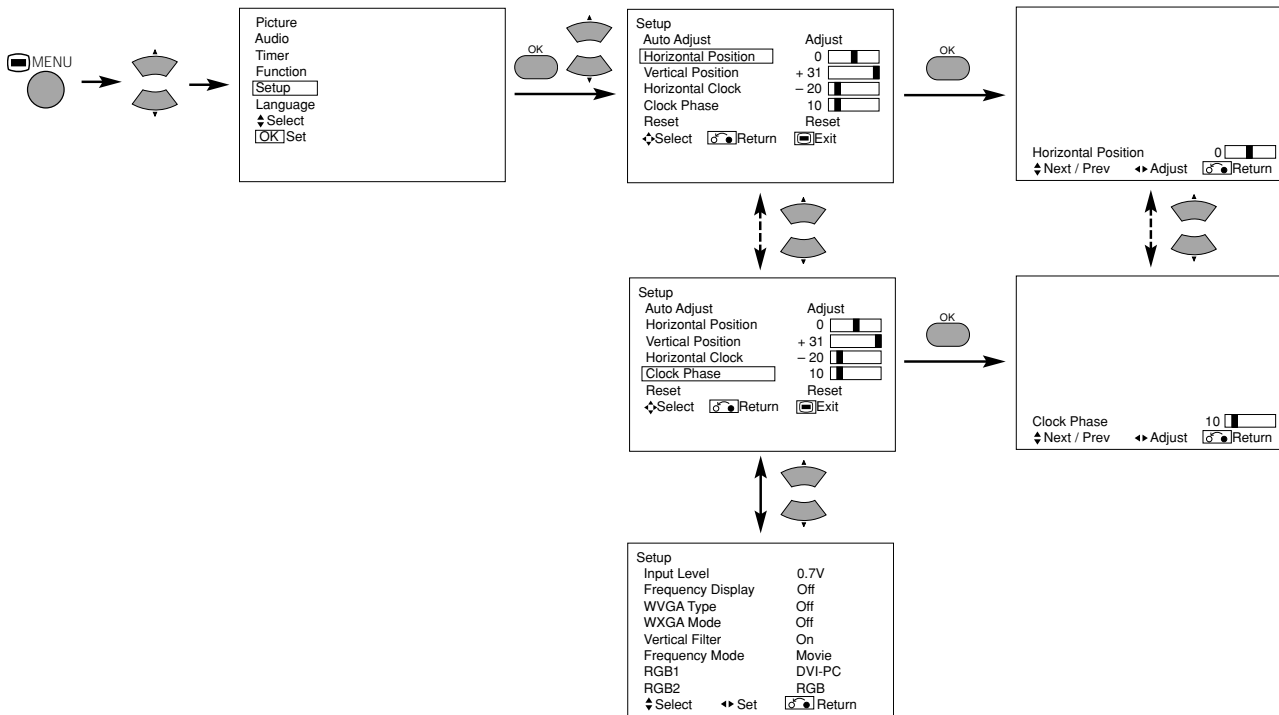 MENU
Picture
Audio
Timer
Function
Setup
Language
Select
OK Set
OK
Setup
Auto Adjust Adjust
Horizontal Position 0
Vertical Position + 31
Horizontal Clock – 20
Clock Phase 10
Reset Reset
Select Return Exit
OK
Horizontal Position 0
Next / Prev Adjust Return
Setup
Auto Adjust Adjust
Horizontal Position 0
Vertical Position + 31
Horizontal Clock – 20
Clock Phase 10
Reset Reset
Select Return Exit
OK
Clock Phase 10
Next / Prev Adjust Return
Setup
Input Level 0.7V
Frequency Display Off
WVGA Type Off
WXGA Mode Off
Vertical Filter On
Frequency Mode Movie
RGB1 DVI-PC
RGB2 RGB
Select Set Return